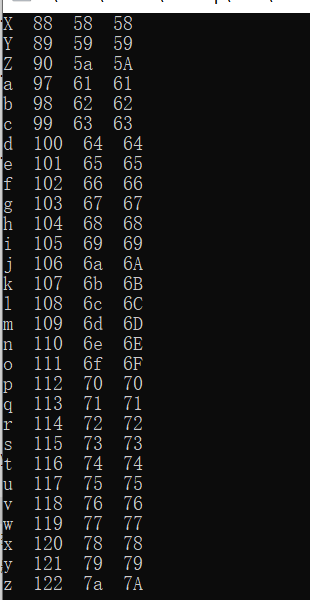 X 88 58 58
Y 89 59 59
Z 90 5a 5A
a 97 61 61
b 98 62 62
c 99 63 63
d 100 64 64
e 101 65 65
f 102 66 66
g 103 67 67
h 104 68 68
i 105 69 69
j 106 6a 6A
k 107 6b 6B
l 108 6c 6C
m 109 6d 6D
n 110 6e 6E
o 111 6f 6F
p 112 70 70
q 113 71 71
r 114 72 72
s 115 73 73
t 116 74 74
u 117 75 75
v 118 76 76
w 119 77 77
x 120 78 78
y 121 79 79
z 122 7a 7A